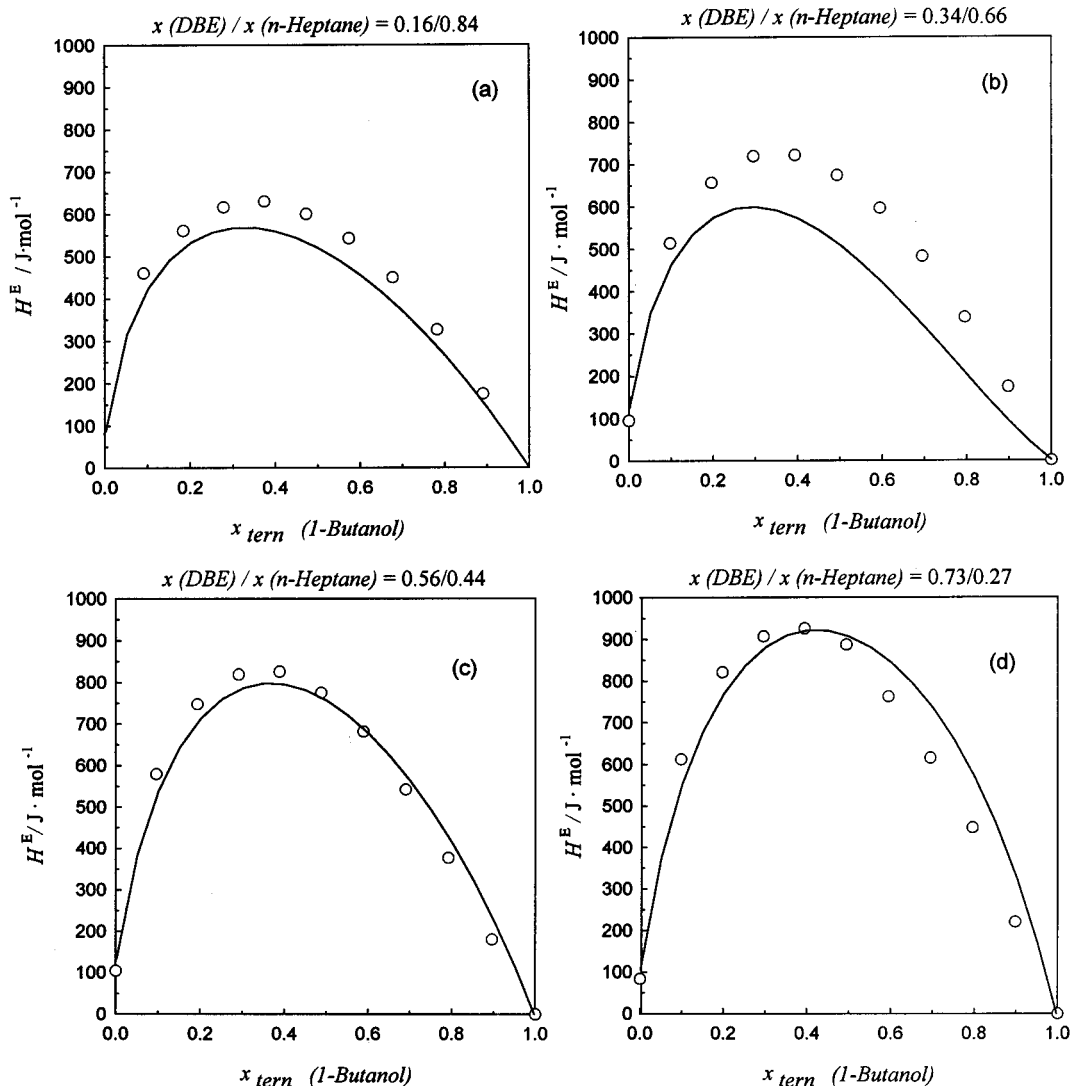 x (DBE) / x (n-Heptane) = 0.16/0.84
(a)
1000
900
800
700
600
500
400
300
200
100
0
H^E / J·mol^-1
0.0 0.2 0.4 0.6 0.8 1.0
x_tern (1-Butanol)
x (DBE) / x (n-Heptane) = 0.34/0.66
(b)
1000
900
800
700
600
500
400
300
200
100
0
H^E / J · mol^-1
0.0 0.2 0.4 0.6 0.8 1.0
x_tern (1-Butanol)
x (DBE) / x (n-Heptane) = 0.56/0.44
(c)
1000
900
800
700
600
500
400
300
200
100
0
H^E / J · mol^-1
0.0 0.2 0.4 0.6 0.8 1.0
x_tern (1-Butanol)
x (DBE) / x (n-Heptane) = 0.73/0.27
(d)
1000
900
800
700
600
500
400
300
200
100
0
H^E / J · mol^-1
0.0 0.2 0.4 0.6 0.8 1.0
x_tern (1-Butanol)